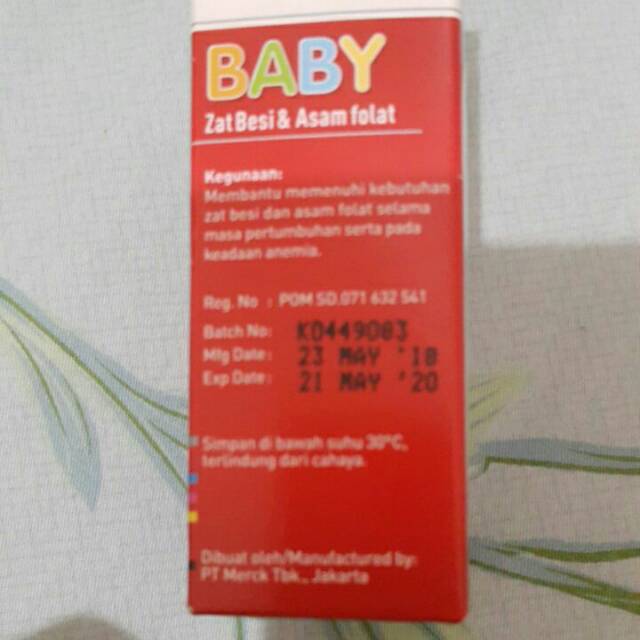 BABY
Zat Besi & Asam folat
Kegunaan:
Membantu memenuhi kebutuhan
zat besi dan asam folat selama
masa pertumbuhan serta pada
keadaan anemia.
Reg. No : POM SD.071 632 541
Batch No: K0449083
Mfg Date: 23 MAY '18
Exp Date: 21 MAY '20
Simpan di bawah suhu 30°C,
terlindung dari cahaya.
Dibuat oleh/Manufactured by:
PT Merck Tbk., Jakarta